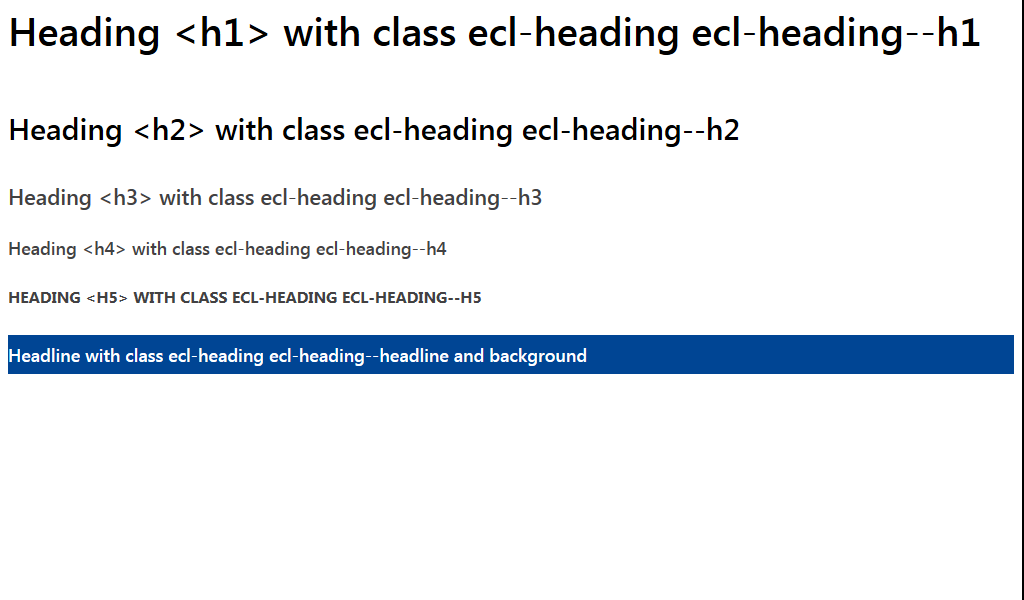 Heading <h1> with class ecl-heading ecl-heading--h1
Heading <h2> with class ecl-heading ecl-heading--h2
Heading <h3> with class ecl-heading ecl-heading--h3
Heading <h4> with class ecl-heading ecl-heading--h4
HEADING <H5> WITH CLASS ECL-HEADING ECL-HEADING--H5
Headline with class ecl-heading ecl-heading--headline and background